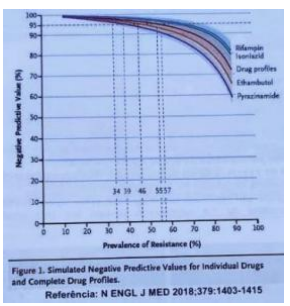 100
95
90
80
70
60
50
40
30
20
10
0
Negative Predictive Value (%)
Rifampin
Isoniazid
Drug profiles
Ethambutol
Pyrazinamide
34 39 46 55 57
0 10 20 30 40 50 60 70 80 90 100
Prevalence of Resistance (%)
Figure 1. Simulated Negative Predictive Values for Individual Drugs
and Complete Drug Profiles.
Referência: N ENGL J MED 2018;379:1403-1415